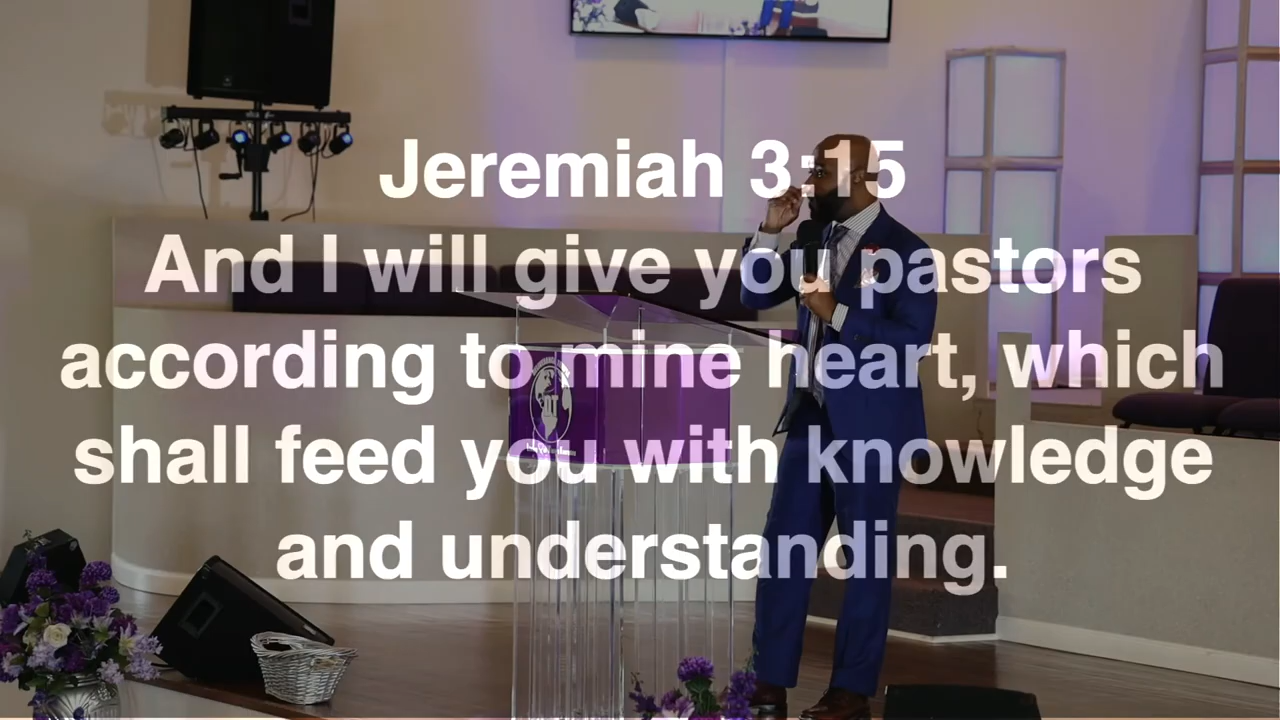 Jeremiah 3:15
And I will give you pastors
according to mine heart, which
shall feed you with knowledge
and understanding.